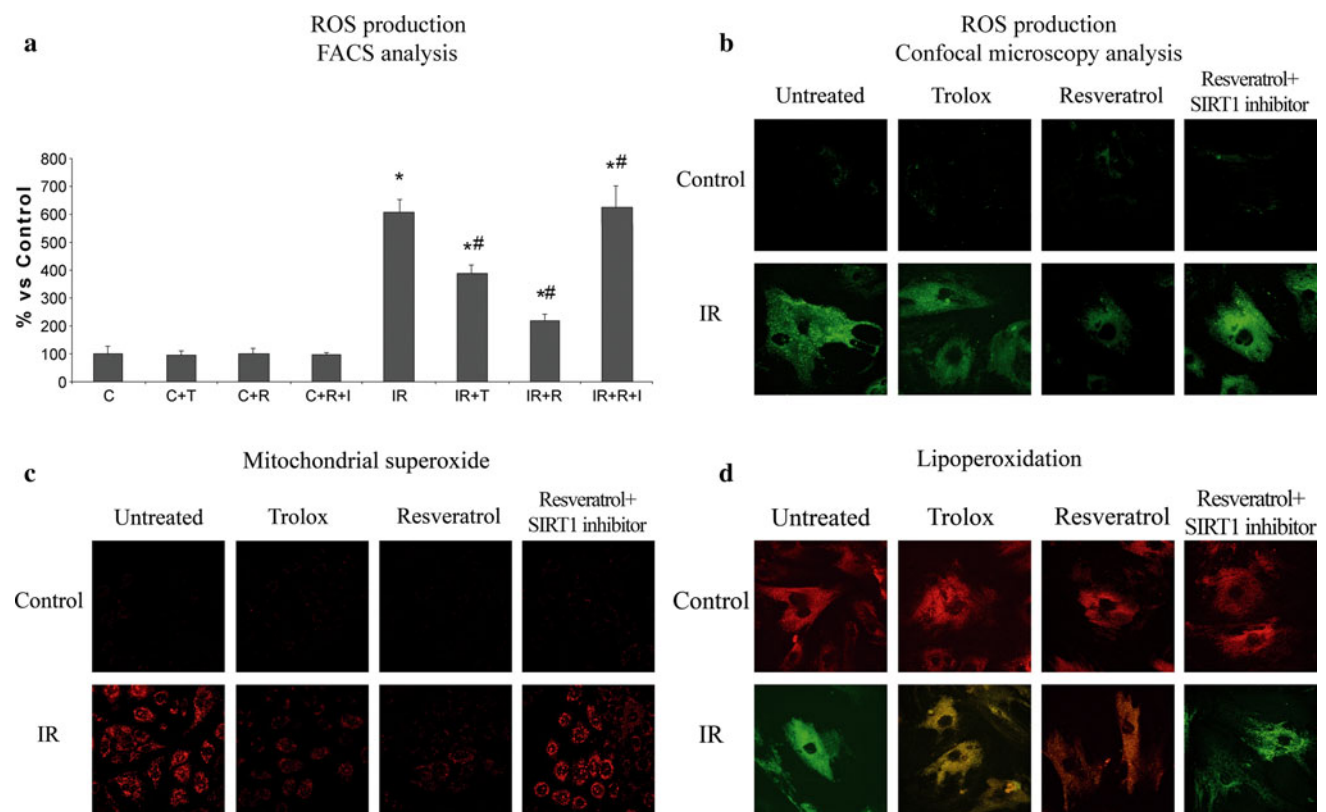 a
ROS production
FACS analysis
% vs Control
800
700
600
500
400
300
200
100
0
*
*#
*#
*#
C
C+T
C+R
C+R+I
IR
IR+T
IR+R
IR+R+I
b
ROS production
Confocal microscopy analysis
Untreated
Trolox
Resveratrol
Resveratrol+
SIRT1 inhibitor
Control
IR
c
Mitochondrial superoxide
Untreated
Trolox
Resveratrol
Resveratrol+
SIRT1 inhibitor
Control
IR
d
Lipoperoxidation
Untreated
Trolox
Resveratrol
Resveratrol+
SIRT1 inhibitor
Control
IR